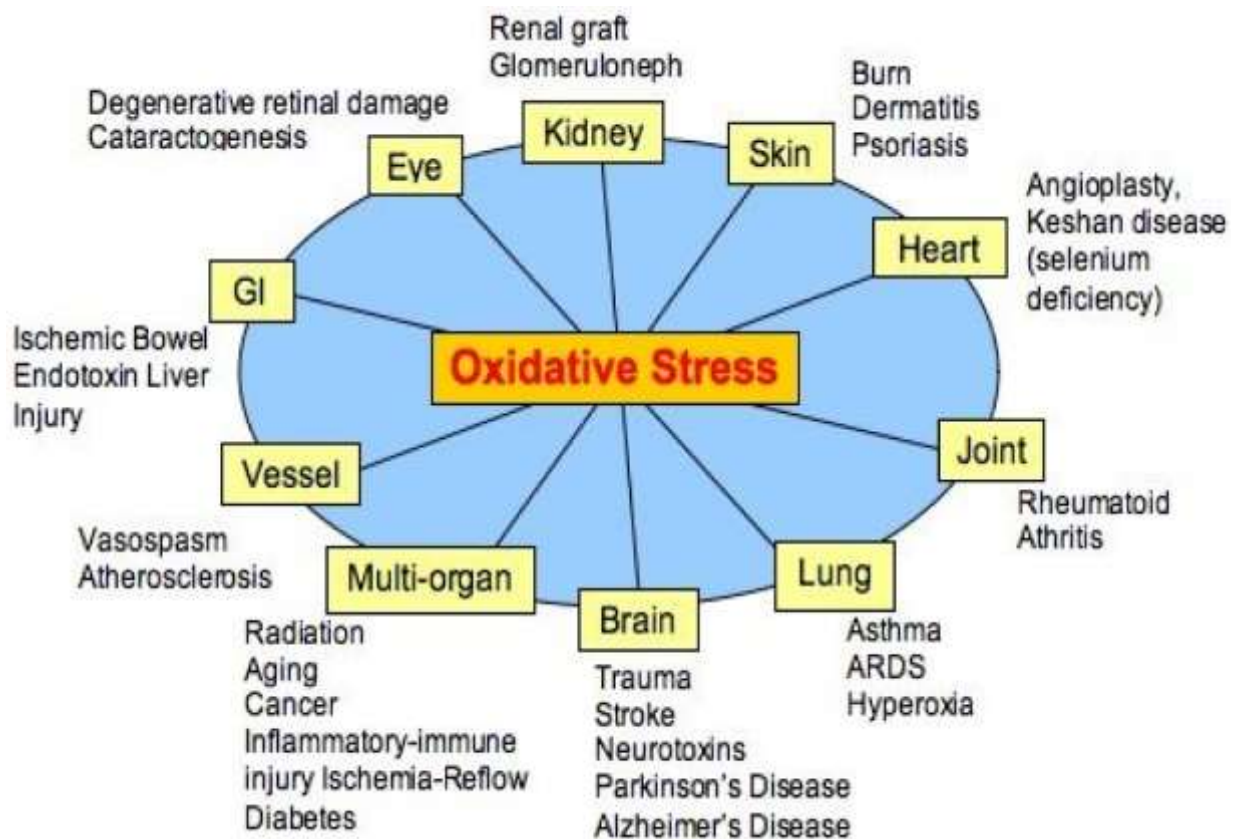 Renal graft
Glomeruloneph
Kidney
Burn
Dermatitis
Psoriasis
Skin
Angioplasty,
Keshan disease
(selenium
deficiency)
Heart
Rheumatoid
Athritis
Joint
Lung
Asthma
ARDS
Hyperoxia
Brain
Trauma
Stroke
Neurotoxins
Parkinson's Disease
Alzheimer's Disease
Multi-organ
Radiation
Aging
Cancer
Inflammatory-immune
injury Ischemia-Reflow
Diabetes
Vessel
Vasospasm
Atherosclerosis
GI
Ischemic Bowel
Endotoxin Liver
Injury
Degenerative retinal damage
Cataractogenesis
Eye
Oxidative Stress